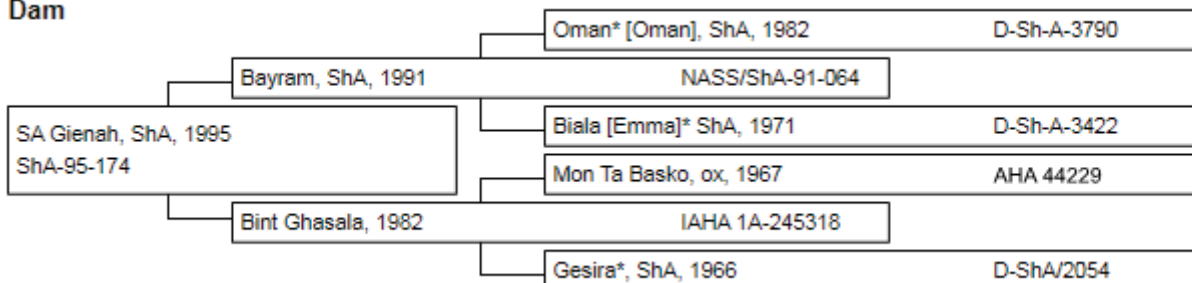 Dam
Oman* [Oman], ShA, 1982 D-Sh-A-3790
Bayram, ShA, 1991 NASS/ShA-91-064
Biala [Emma]* ShA, 1971 D-Sh-A-3422
SA Gienah, ShA, 1995
ShA-95-174
Mon Ta Basko, ox, 1967 AHA 44229
Bint Ghasala, 1982 IAHA 1A-245318
Gesira*, ShA, 1966 D-ShA/2054